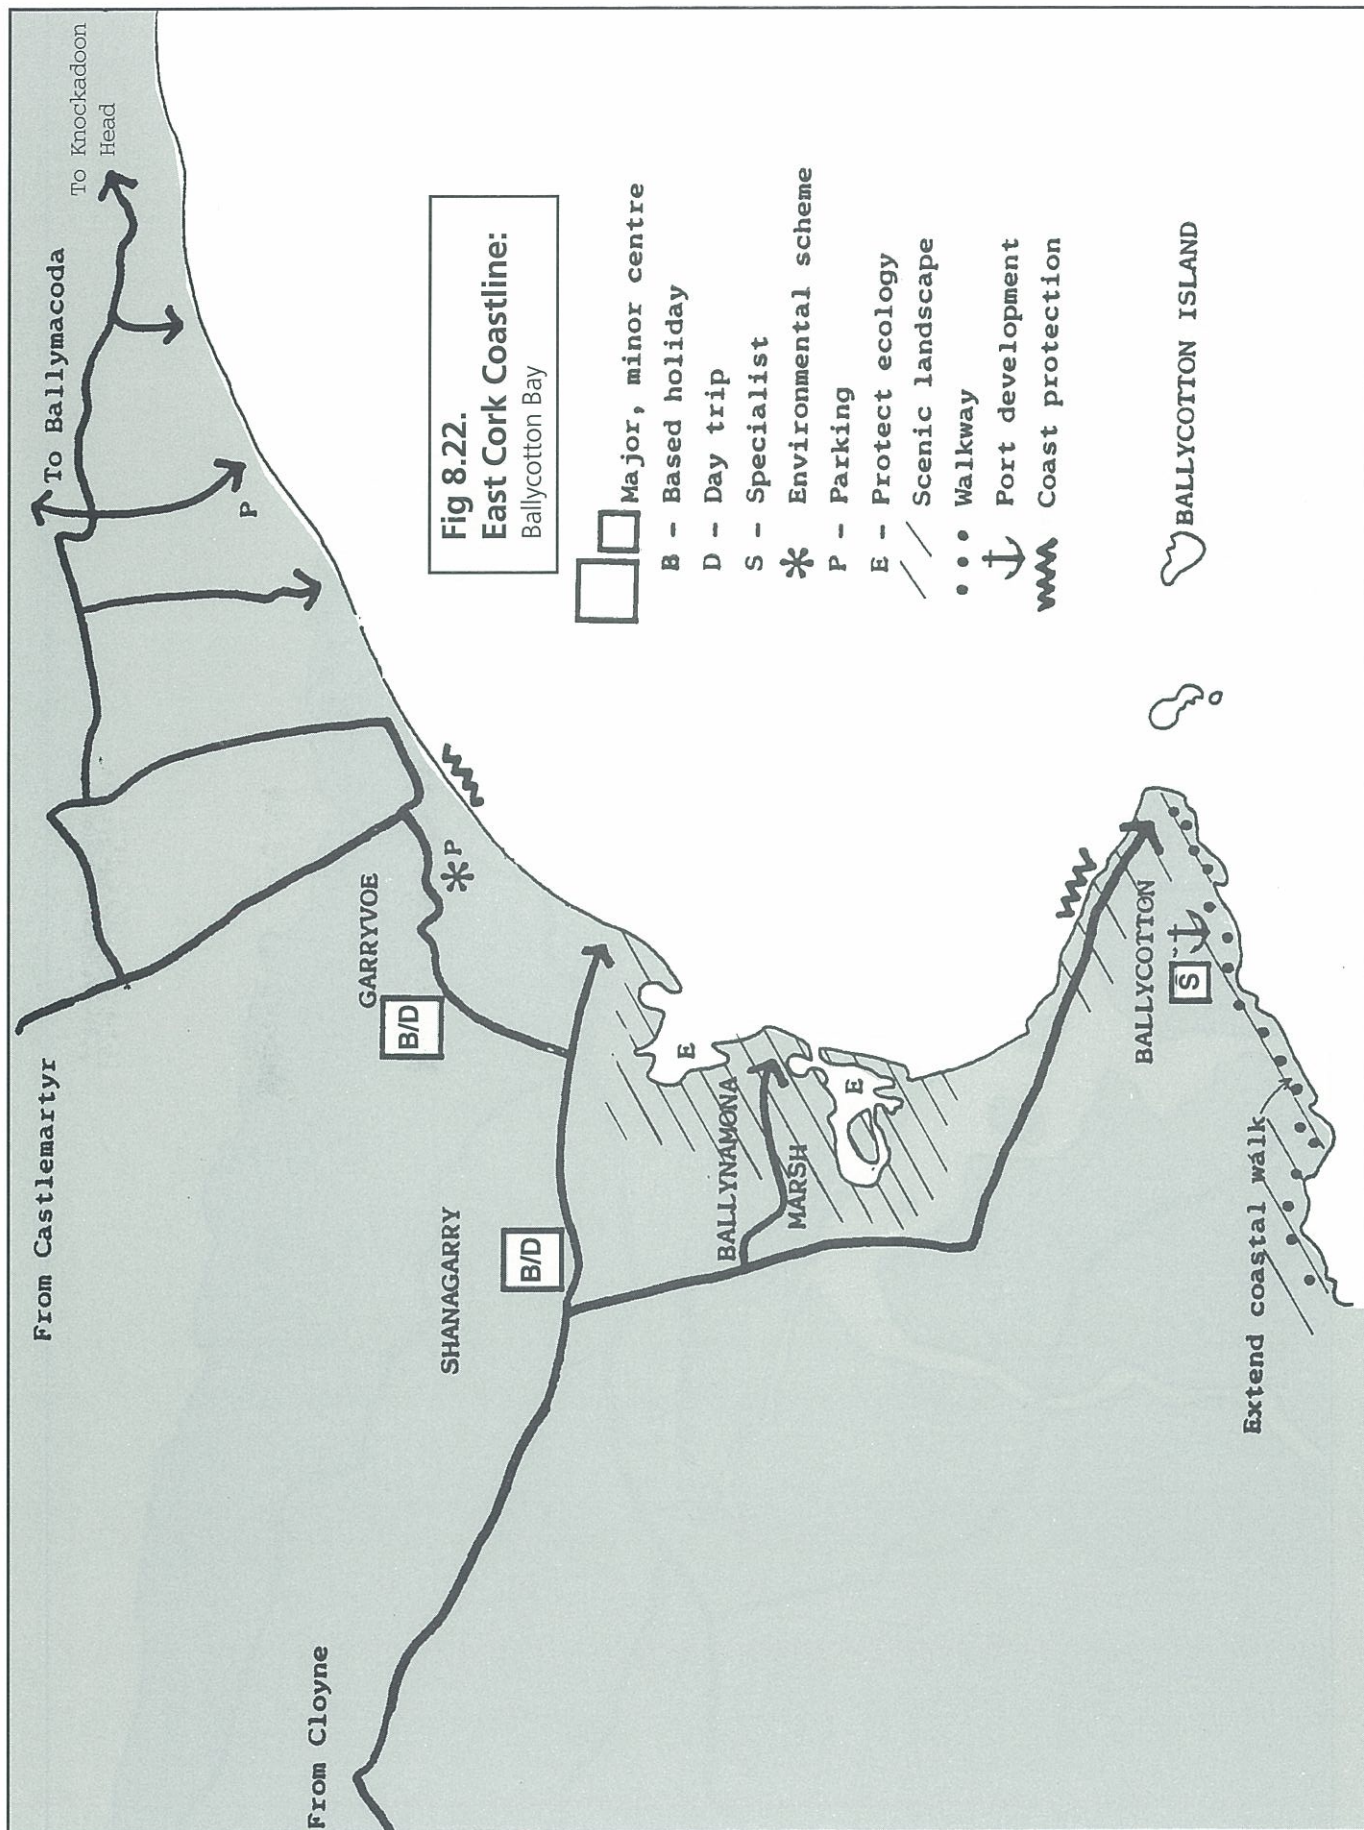 To Knockadoon
Head
To Ballymacoda
From Castlemartyr
P
Fig 8.22.
East Cork Coastline:
Ballycotton Bay
Major, minor centre
B - Based holiday
D - Day trip
S - Specialist
Environmental scheme
P - Parking
E - Protect ecology
Scenic landscape
Walkway
Port development
Coast protection
GARRYVOE
B/D
P
SHANAGARRY
B/D
From Cloyne
E
BALLYNAMONA
MARSH
E
BALLYCOTTON
S
BALLYCOTTON ISLAND
Extend coastal walk